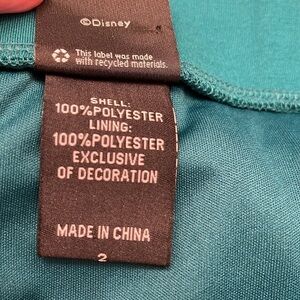 ©Disney
This label was made
with recycled materials.
SHELL:
100%POLYESTER
LINING:
100%POLYESTER
EXCLUSIVE
OF DECORATION
MADE IN CHINA
2